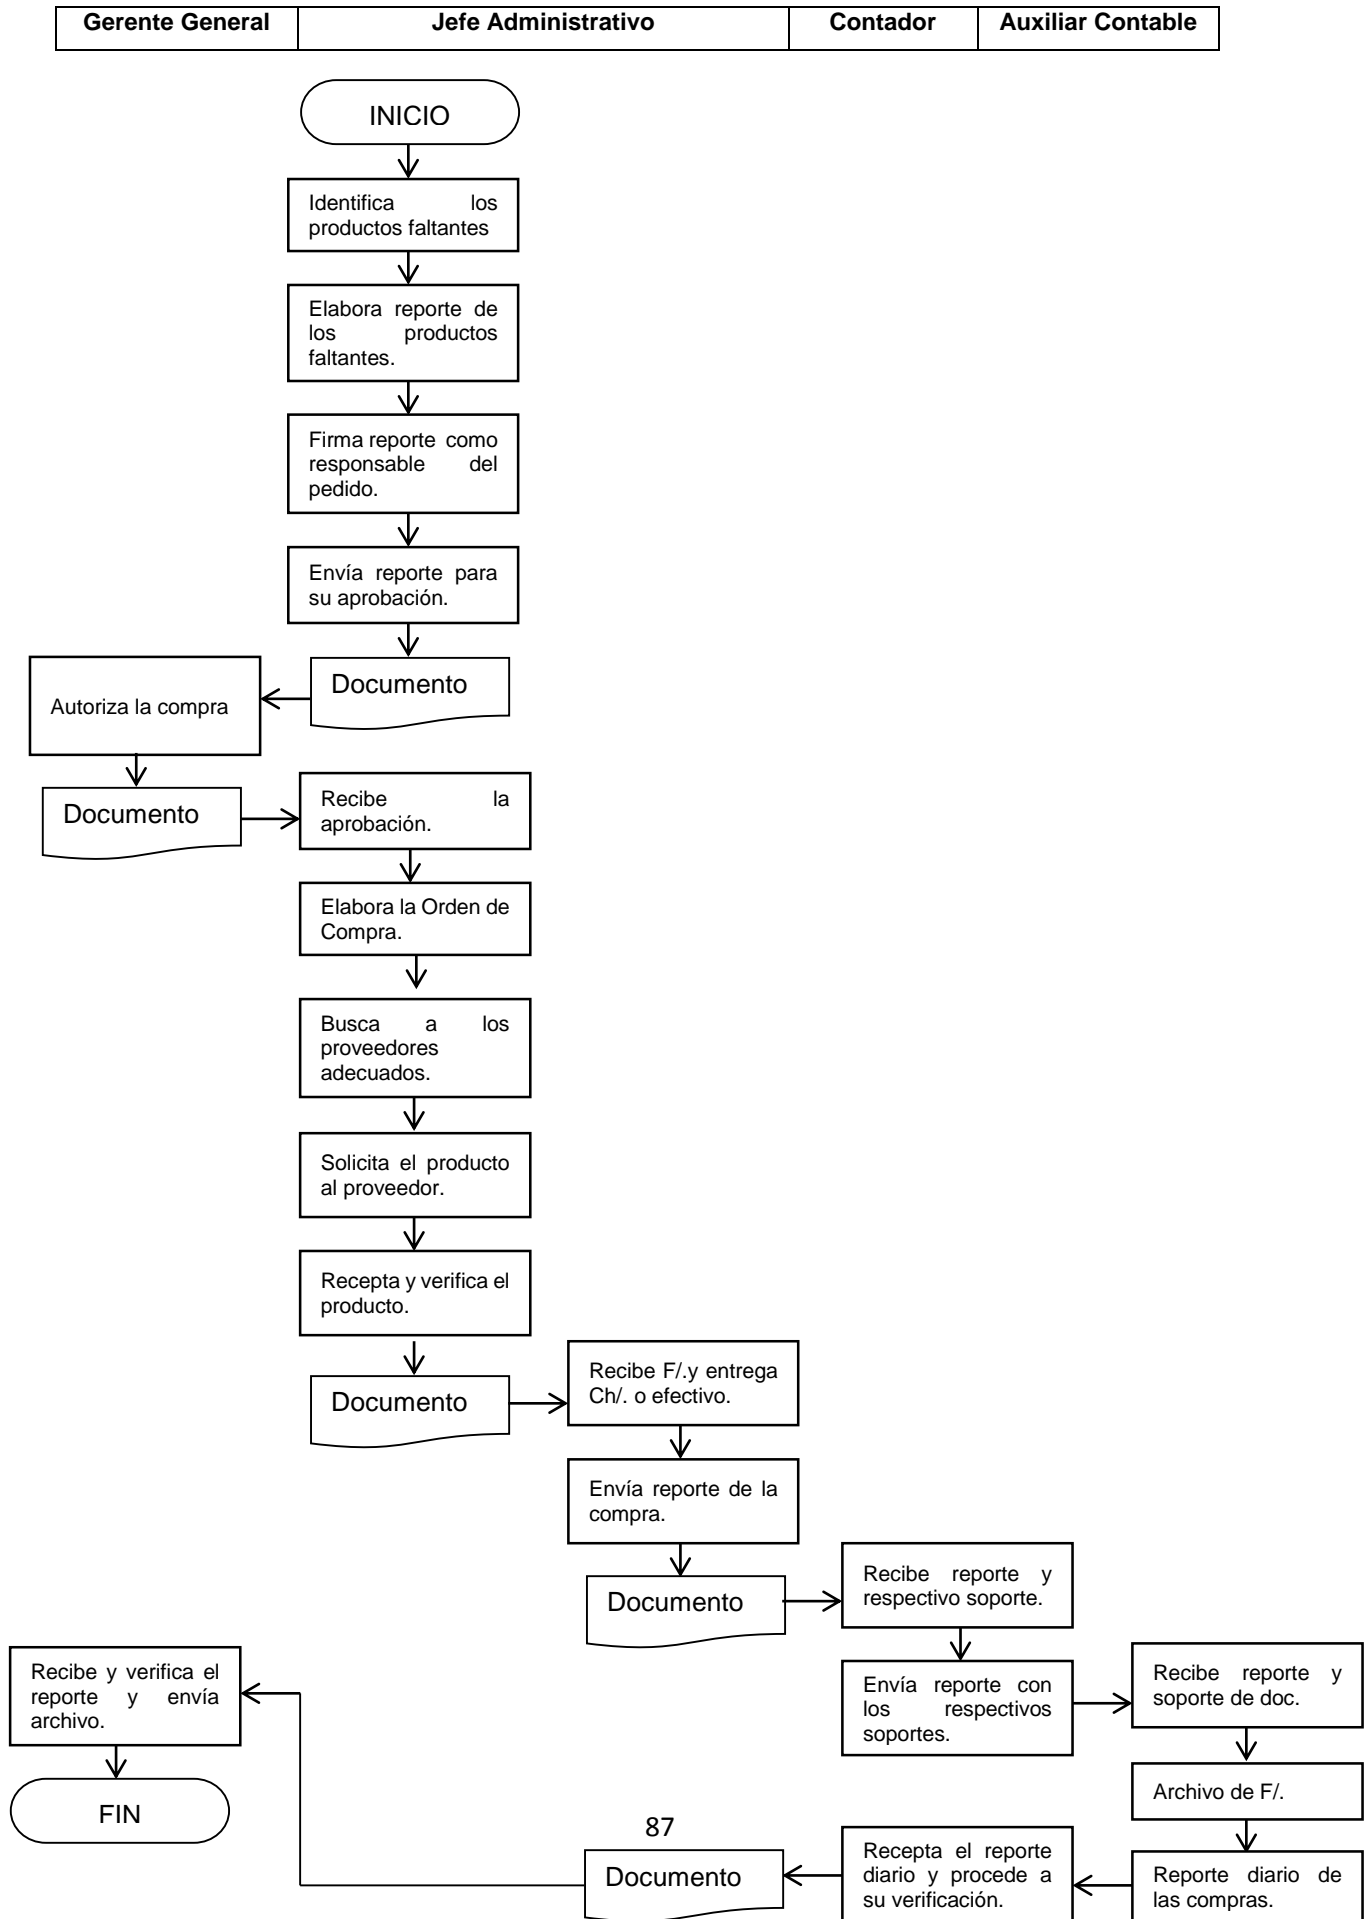 Gerente General
Jefe Administrativo
Contador
Auxiliar Contable
INICIO
Identifica los
productos faltantes
Elabora reporte de
los productos
faltantes.
Firma reporte como
responsable del
pedido.
Envía reporte para
su aprobación.
Documento
Autoriza la compra
Documento
Recibe la
aprobación.
Elabora la Orden de
Compra.
Busca a los
proveedores
adecuados.
Solicita el producto
al proveedor.
Recepta y verifica el
producto.
Documento
Recibe F/.y entrega
Ch/. o efectivo.
Envía reporte de la
compra.
Documento
Recibe reporte y
respectivo soporte.
Envía reporte con
los respectivos
soportes.
Recibe reporte y
soporte de doc.
Archivo de F/.
Reporte diario de
las compras.
Recepta el reporte
diario y procede a
su verificación.
Documento
Recibe y verifica el
reporte y envía
archivo.
FIN
87